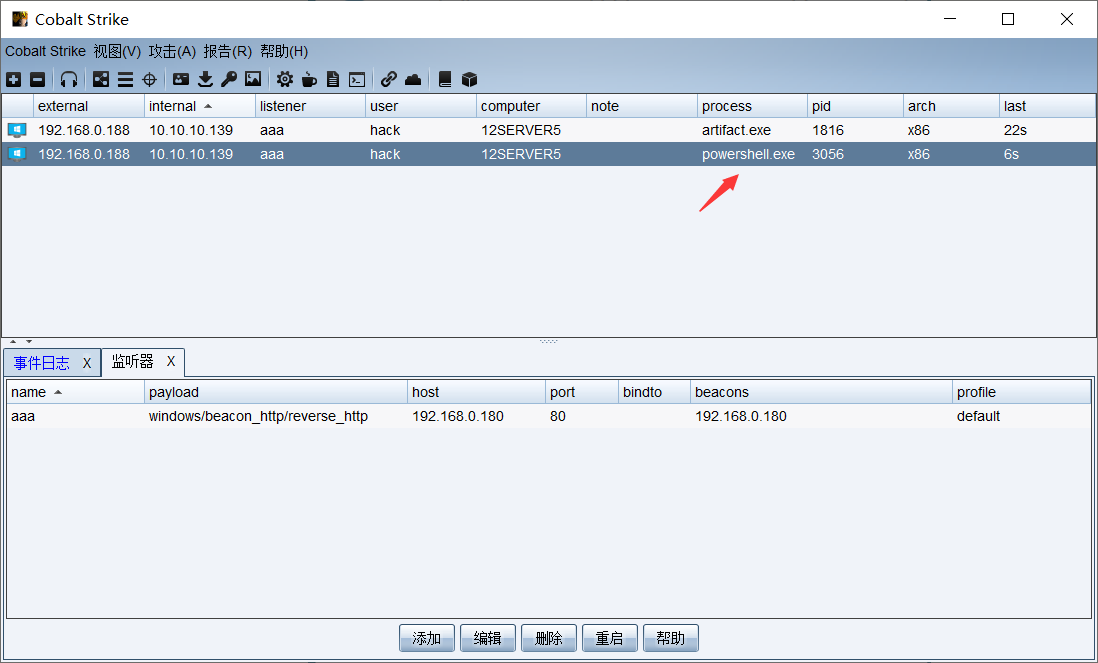 Cobalt Strike
Cobalt Strike 视图(V) 攻击(A) 报告(R) 帮助(H)
external internal listener user computer note process pid arch last
192.168.0.188 10.10.10.139 aaa hack 12SERVER5 artifact.exe 1816 x86 22s
192.168.0.188 10.10.10.139 aaa hack 12SERVER5 powershell.exe 3056 x86 6s
事件日志 X 监听器 X
name payload host port bindto beacons profile
aaa windows/beacon_http/reverse_http 192.168.0.180 80 192.168.0.180 default
添加 编辑 删除 重启 帮助